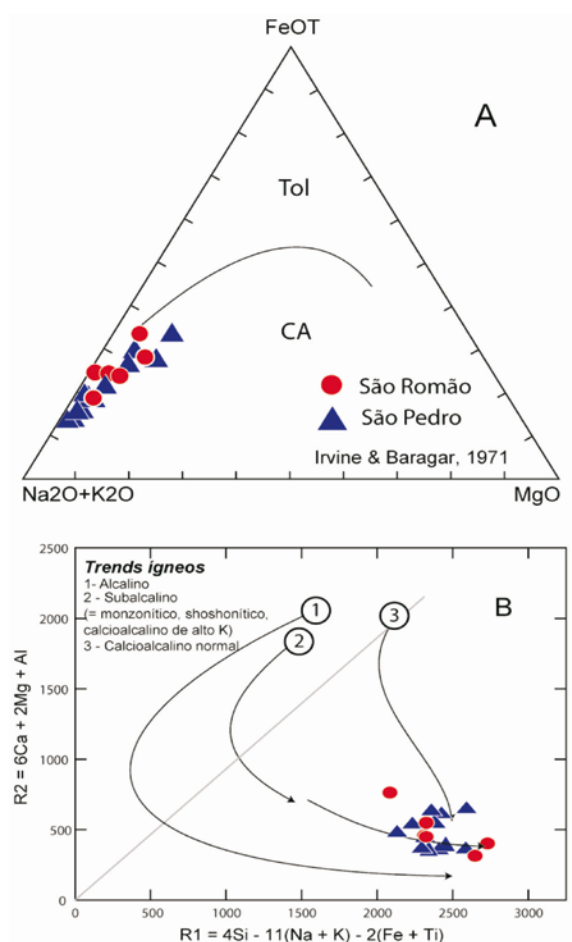 FeOT
A
Tol
CA
São Romão
São Pedro
Irvine & Baragar, 1971
Na2O+K2O
MgO
2500
2000
1500
1000
500
0
R2 = 6Ca + 2Mg + Al
Trends ígneos
1- Alcalino
2 - Subalcalino
(= monzonítico, shoshonítico,
calcioalcalino de alto K)
3 - Calcioalcalino normal
1
2
3
B
0
500
1000
1500
2000
2500
3000
R1 = 4Si - 11(Na + K) - 2(Fe + Ti)